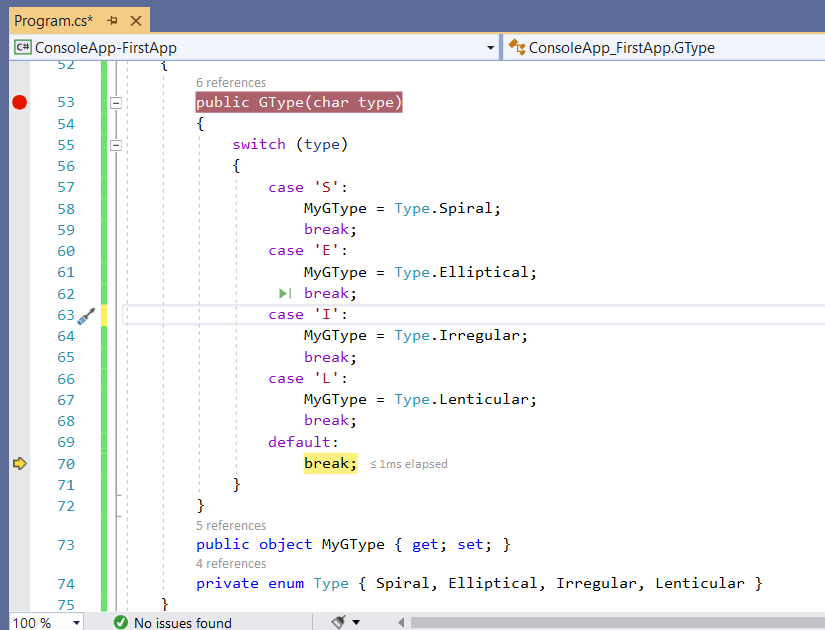 Program.cs*
C# ConsoleApp-FirstApp
ConsoleApp_FirstApp.GType
52 {
6 references
53 public GType(char type)
54 {
55 switch (type)
56 {
57 case 'S':
58 MyGType = Type.Spiral;
59 break;
60 case 'E':
61 MyGType = Type.Elliptical;
62 break;
63 case 'I':
64 MyGType = Type.Irregular;
65 break;
66 case 'L':
67 MyGType = Type.Lenticular;
68 break;
69 default:
70 break; ≤ 1ms elapsed
71 }
72 }
5 references
73 public object MyGType { get; set; }
4 references
74 private enum Type { Spiral, Elliptical, Irregular, Lenticular }
75 }
100 % No issues found